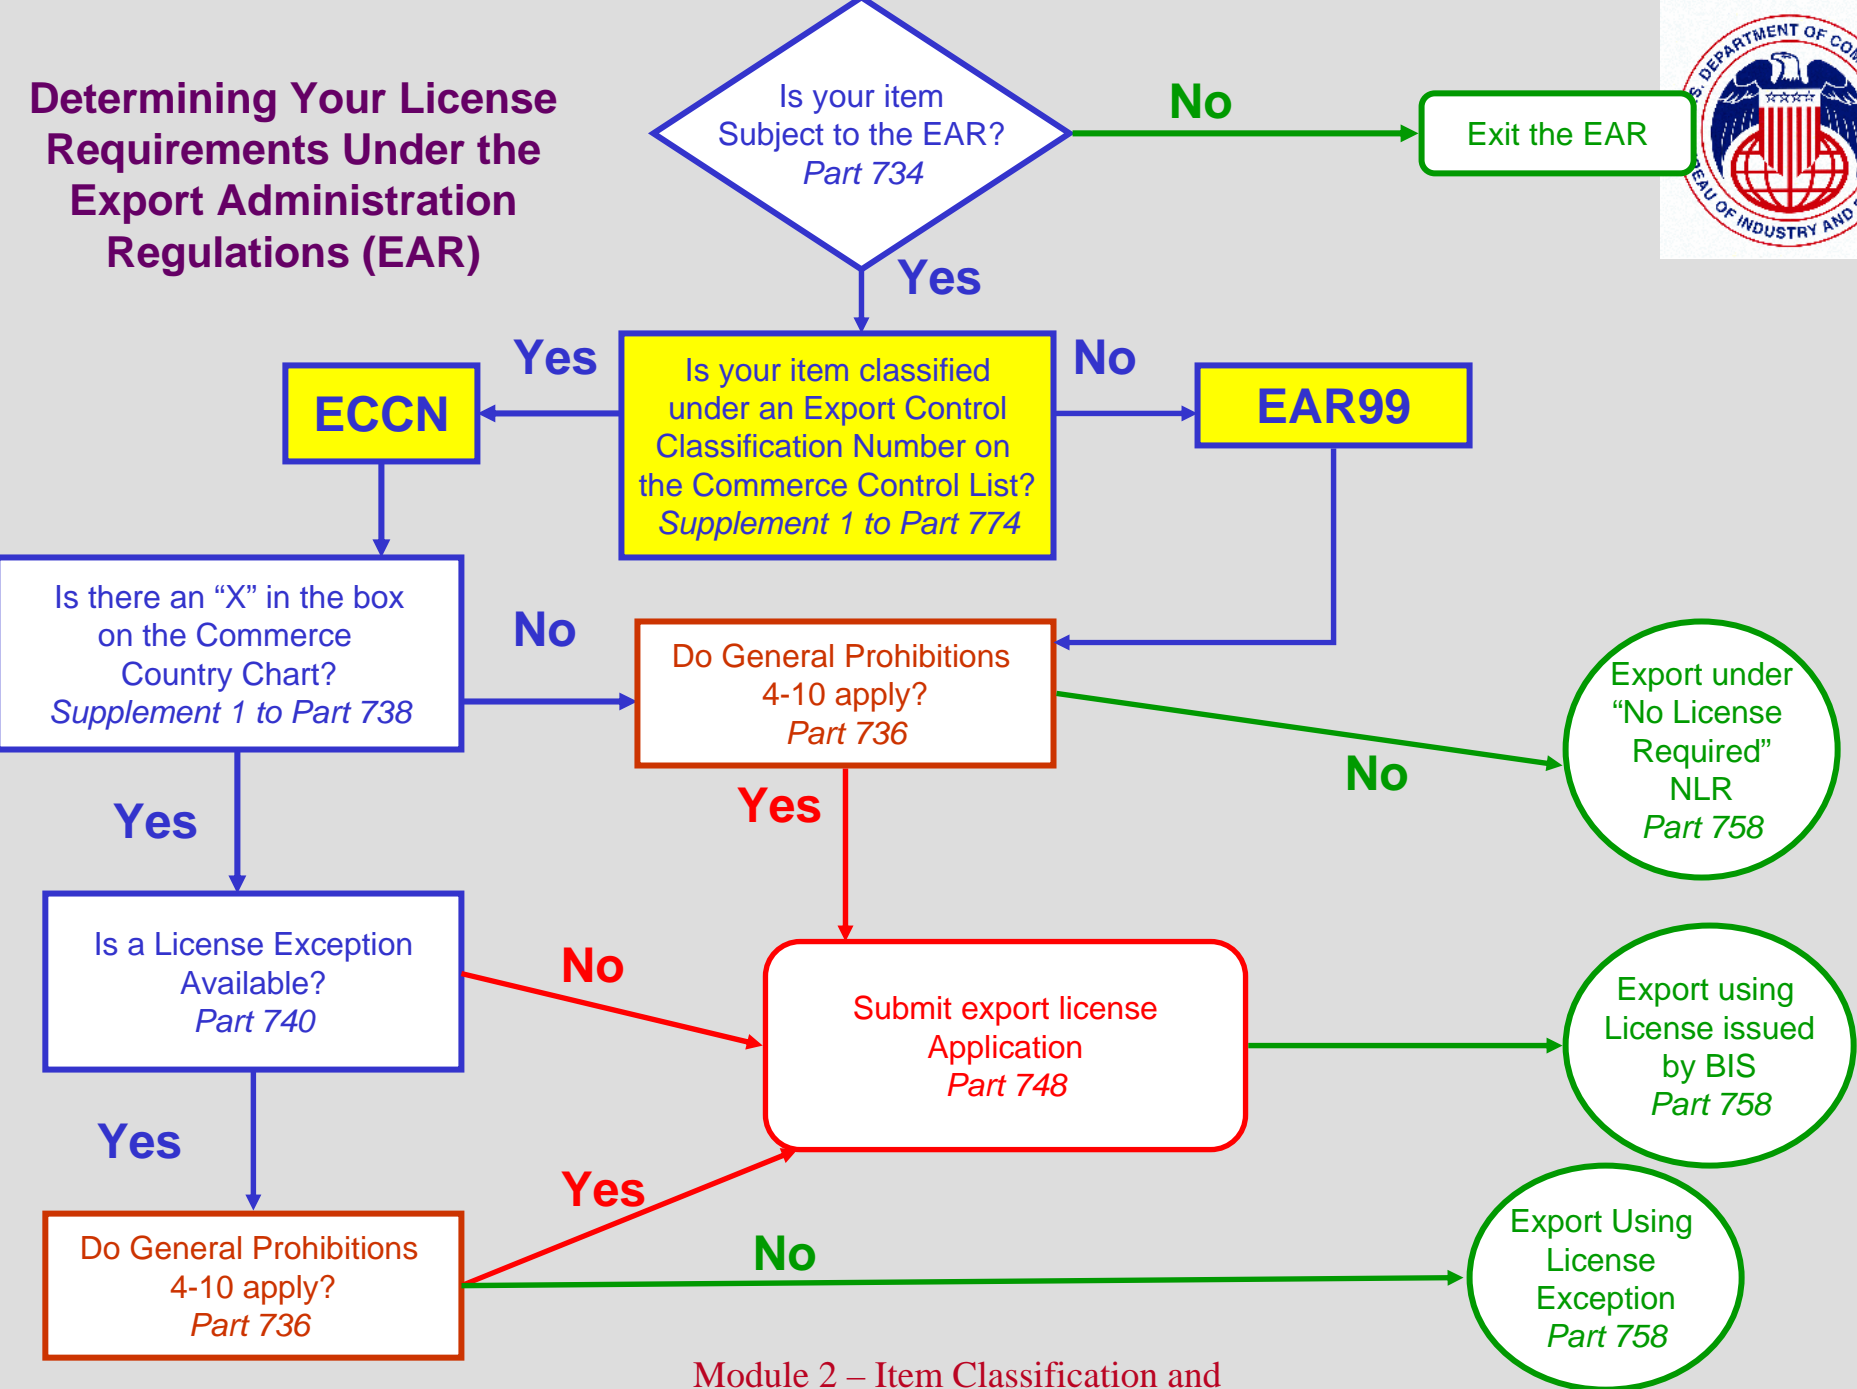 Determining Your License
Requirements Under the
Export Administration
Regulations (EAR)
Is your item
Subject to the EAR?
Part 734
No
Exit the EAR
Yes
Is your item classified
under an Export Control
Classification Number on
the Commerce Control List?
Supplement 1 to Part 774
Yes
ECCN
No
EAR99
Is there an “X” in the box
on the Commerce
Country Chart?
Supplement 1 to Part 738
No
Do General Prohibitions
4-10 apply?
Part 736
No
Export under
“No License
Required”
NLR
Part 758
Yes
Yes
Is a License Exception
Available?
Part 740
No
Submit export license
Application
Part 748
Export using
License issued
by BIS
Part 758
Yes
Do General Prohibitions
4-10 apply?
Part 736
Yes
No
Export Using
License
Exception
Part 758
Module 2 – Item Classification and
DEPARTMENT OF
OF INDUSTRY AND